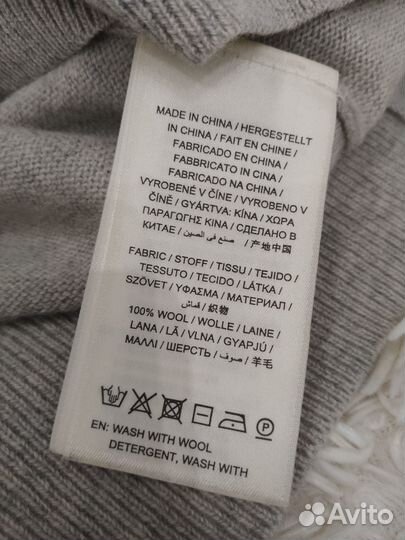 MADE IN CHINA / HERGESTELLT
IN CHINA / FAIT EN CHINE /
FABRICADO EN CHINA /
FABBRICATO IN CINA /
FABRICADO NA CHINA /
VYROBENÉ V ČÍNE / VYROBENO V
ČÍNĚ / GYÁRTVA: KÍNA / ΧΩΡΑ
ΠΑΡΑΓΩΓΗΣ ΚΙΝΑ / СДЕЛАНО В
КИТАЕ / صنع في الصين / 产地中国
FABRIC / STOFF / TISSU / TEJIDO /
TESSUTO / TECIDO / LÁTKA /
SZÖVET / ΥΦΑΣΜΑ / МАТЕРИАЛ /
قماش / 织物
100% WOOL / WOLLE / LAINE /
LANA / LÃ / VLNA / GYAPJÚ /
ΜΑΛΛΙ / ШЕРСТЬ / صوف / 羊毛
P
EN: WASH WITH WOOL
DETERGENT, WASH WITH
Avito